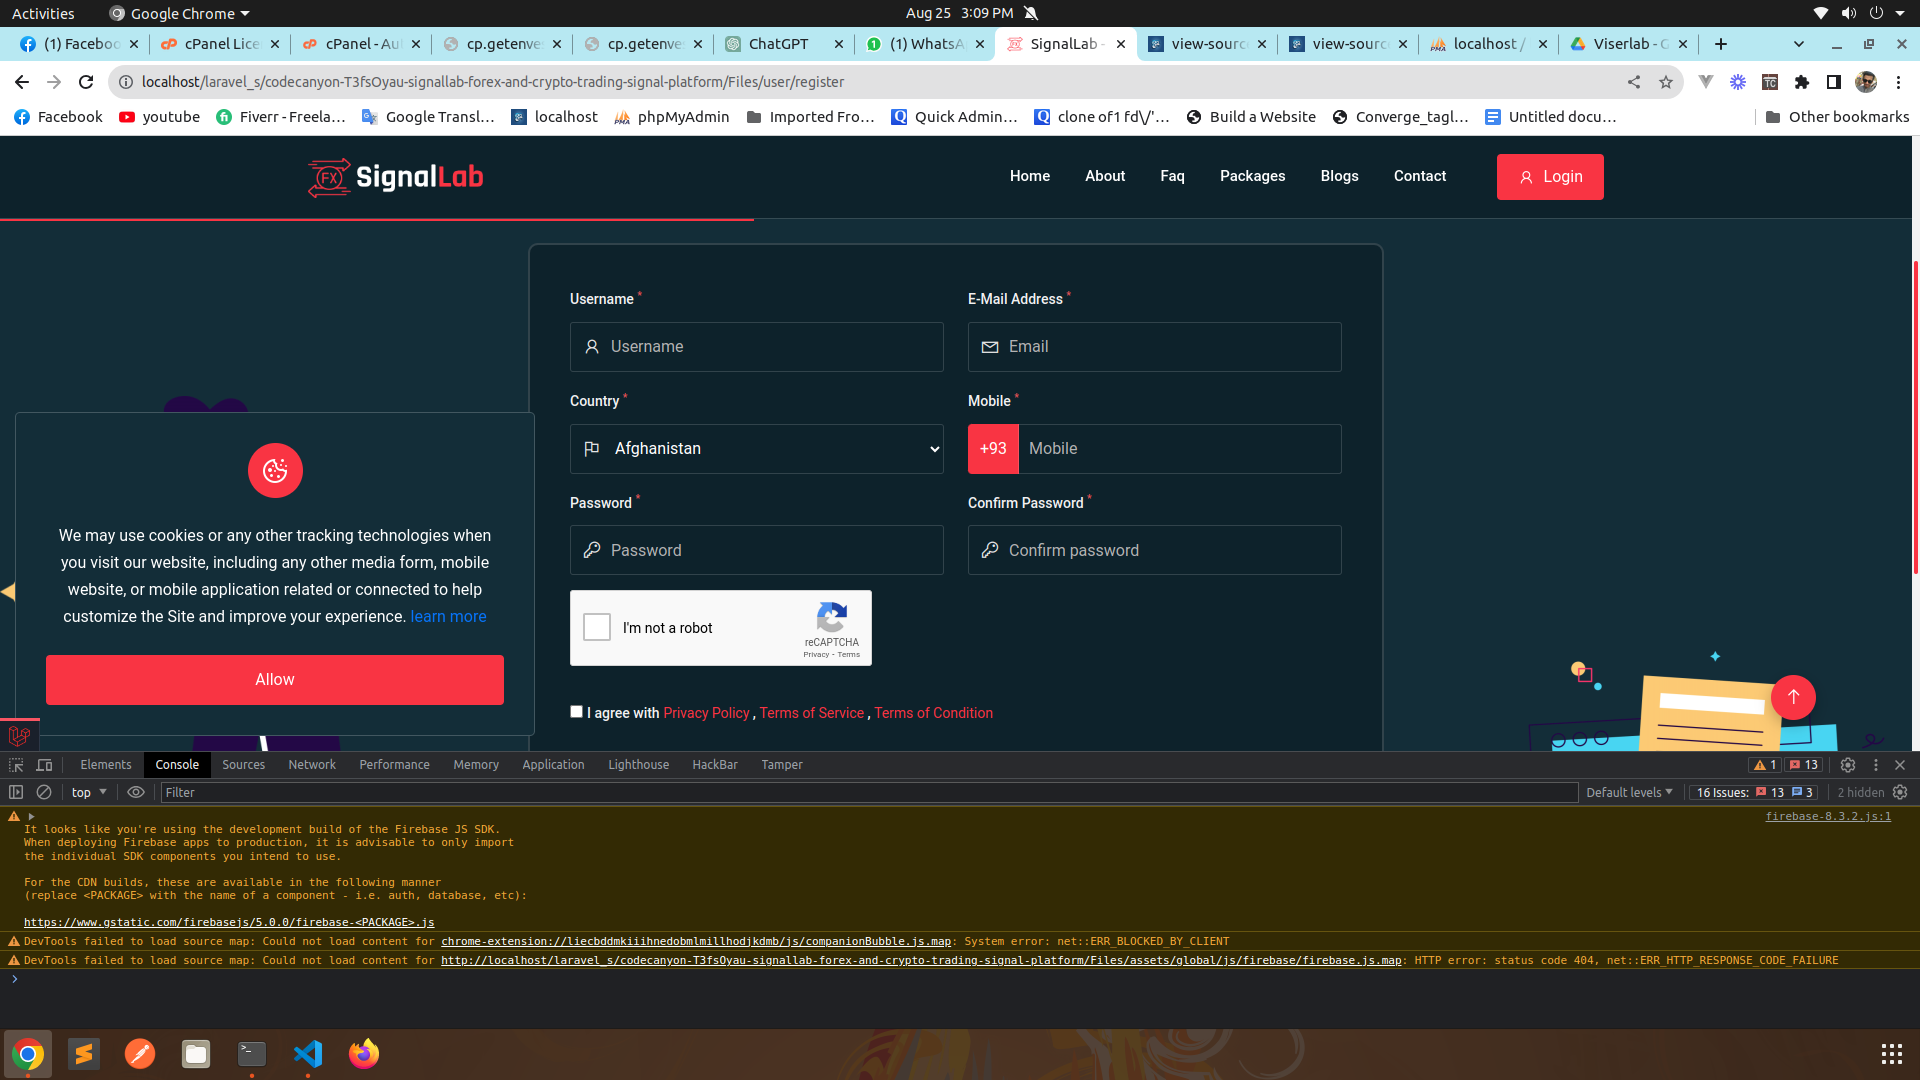 Activities
Google Chrome
Aug 25 3:09 PM
(1) Faceboo
cPanel Lice
cPanel - Au
cp.getenve
cp.getenve
ChatGPT
(1) WhatsA
SignalLab -
view-sourc
view-sourc
localhost /
Viserlab - G
localhost/laravel_s/codecanyon-T3fsOyau-signallab-forex-and-crypto-trading-signal-platform/Files/user/register
Facebook
youtube
Fiverr - Freela...
Google Transl...
localhost
phpMyAdmin
Imported Fro...
Quick Admin...
clone of1 fd\/'...
Build a Website
Converge_tagl...
Untitled docu...
Other bookmarks
FX SignalLab
Home
About
Faq
Packages
Blogs
Contact
Login
Username *
E-Mail Address *
Username
Email
Country *
Mobile *
Afghanistan
+93 Mobile
Password *
Confirm Password *
Password
Confirm password
I'm not a robot
reCAPTCHA
Privacy - Terms
I agree with Privacy Policy , Terms of Service , Terms of Condition
We may use cookies or any other tracking technologies when
you visit our website, including any other media form, mobile
website, or mobile application related or connected to help
customize the Site and improve your experience. learn more
Allow
Elements
Console
Sources
Network
Performance
Memory
Application
Lighthouse
HackBar
Tamper
1
13
top
Filter
Default levels
16 Issues: 13 3
2 hidden
firebase-8.3.2.js:1
It looks like you're using the development build of the Firebase JS SDK.
When deploying Firebase apps to production, it is advisable to only import
the individual SDK components you intend to use.
For the CDN builds, these are available in the following manner
(replace <PACKAGE> with the name of a component - i.e. auth, database, etc):
https://www.gstatic.com/firebasejs/5.0.0/firebase-<PACKAGE>.js
DevTools failed to load source map: Could not load content for chrome-extension://liecbddmkiiihnedobmlmillhodjkdmb/js/companionBubble.js.map: System error: net::ERR_BLOCKED_BY_CLIENT
DevTools failed to load source map: Could not load content for http://localhost/laravel_s/codecanyon-T3fsOyau-signallab-forex-and-crypto-trading-signal-platform/Files/assets/global/js/firebase/firebase.js.map: HTTP error: status code 404, net::ERR_HTTP_RESPONSE_CODE_FAILURE